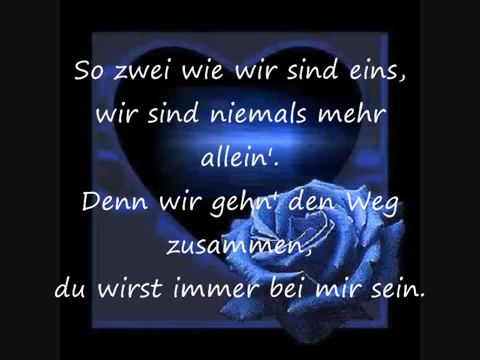 So zwei wie wir sind eins,
wir sind niemals mehr
allein'.
Denn wir gehn' den Weg
zusammen,
du wirst immer bei mir sein.